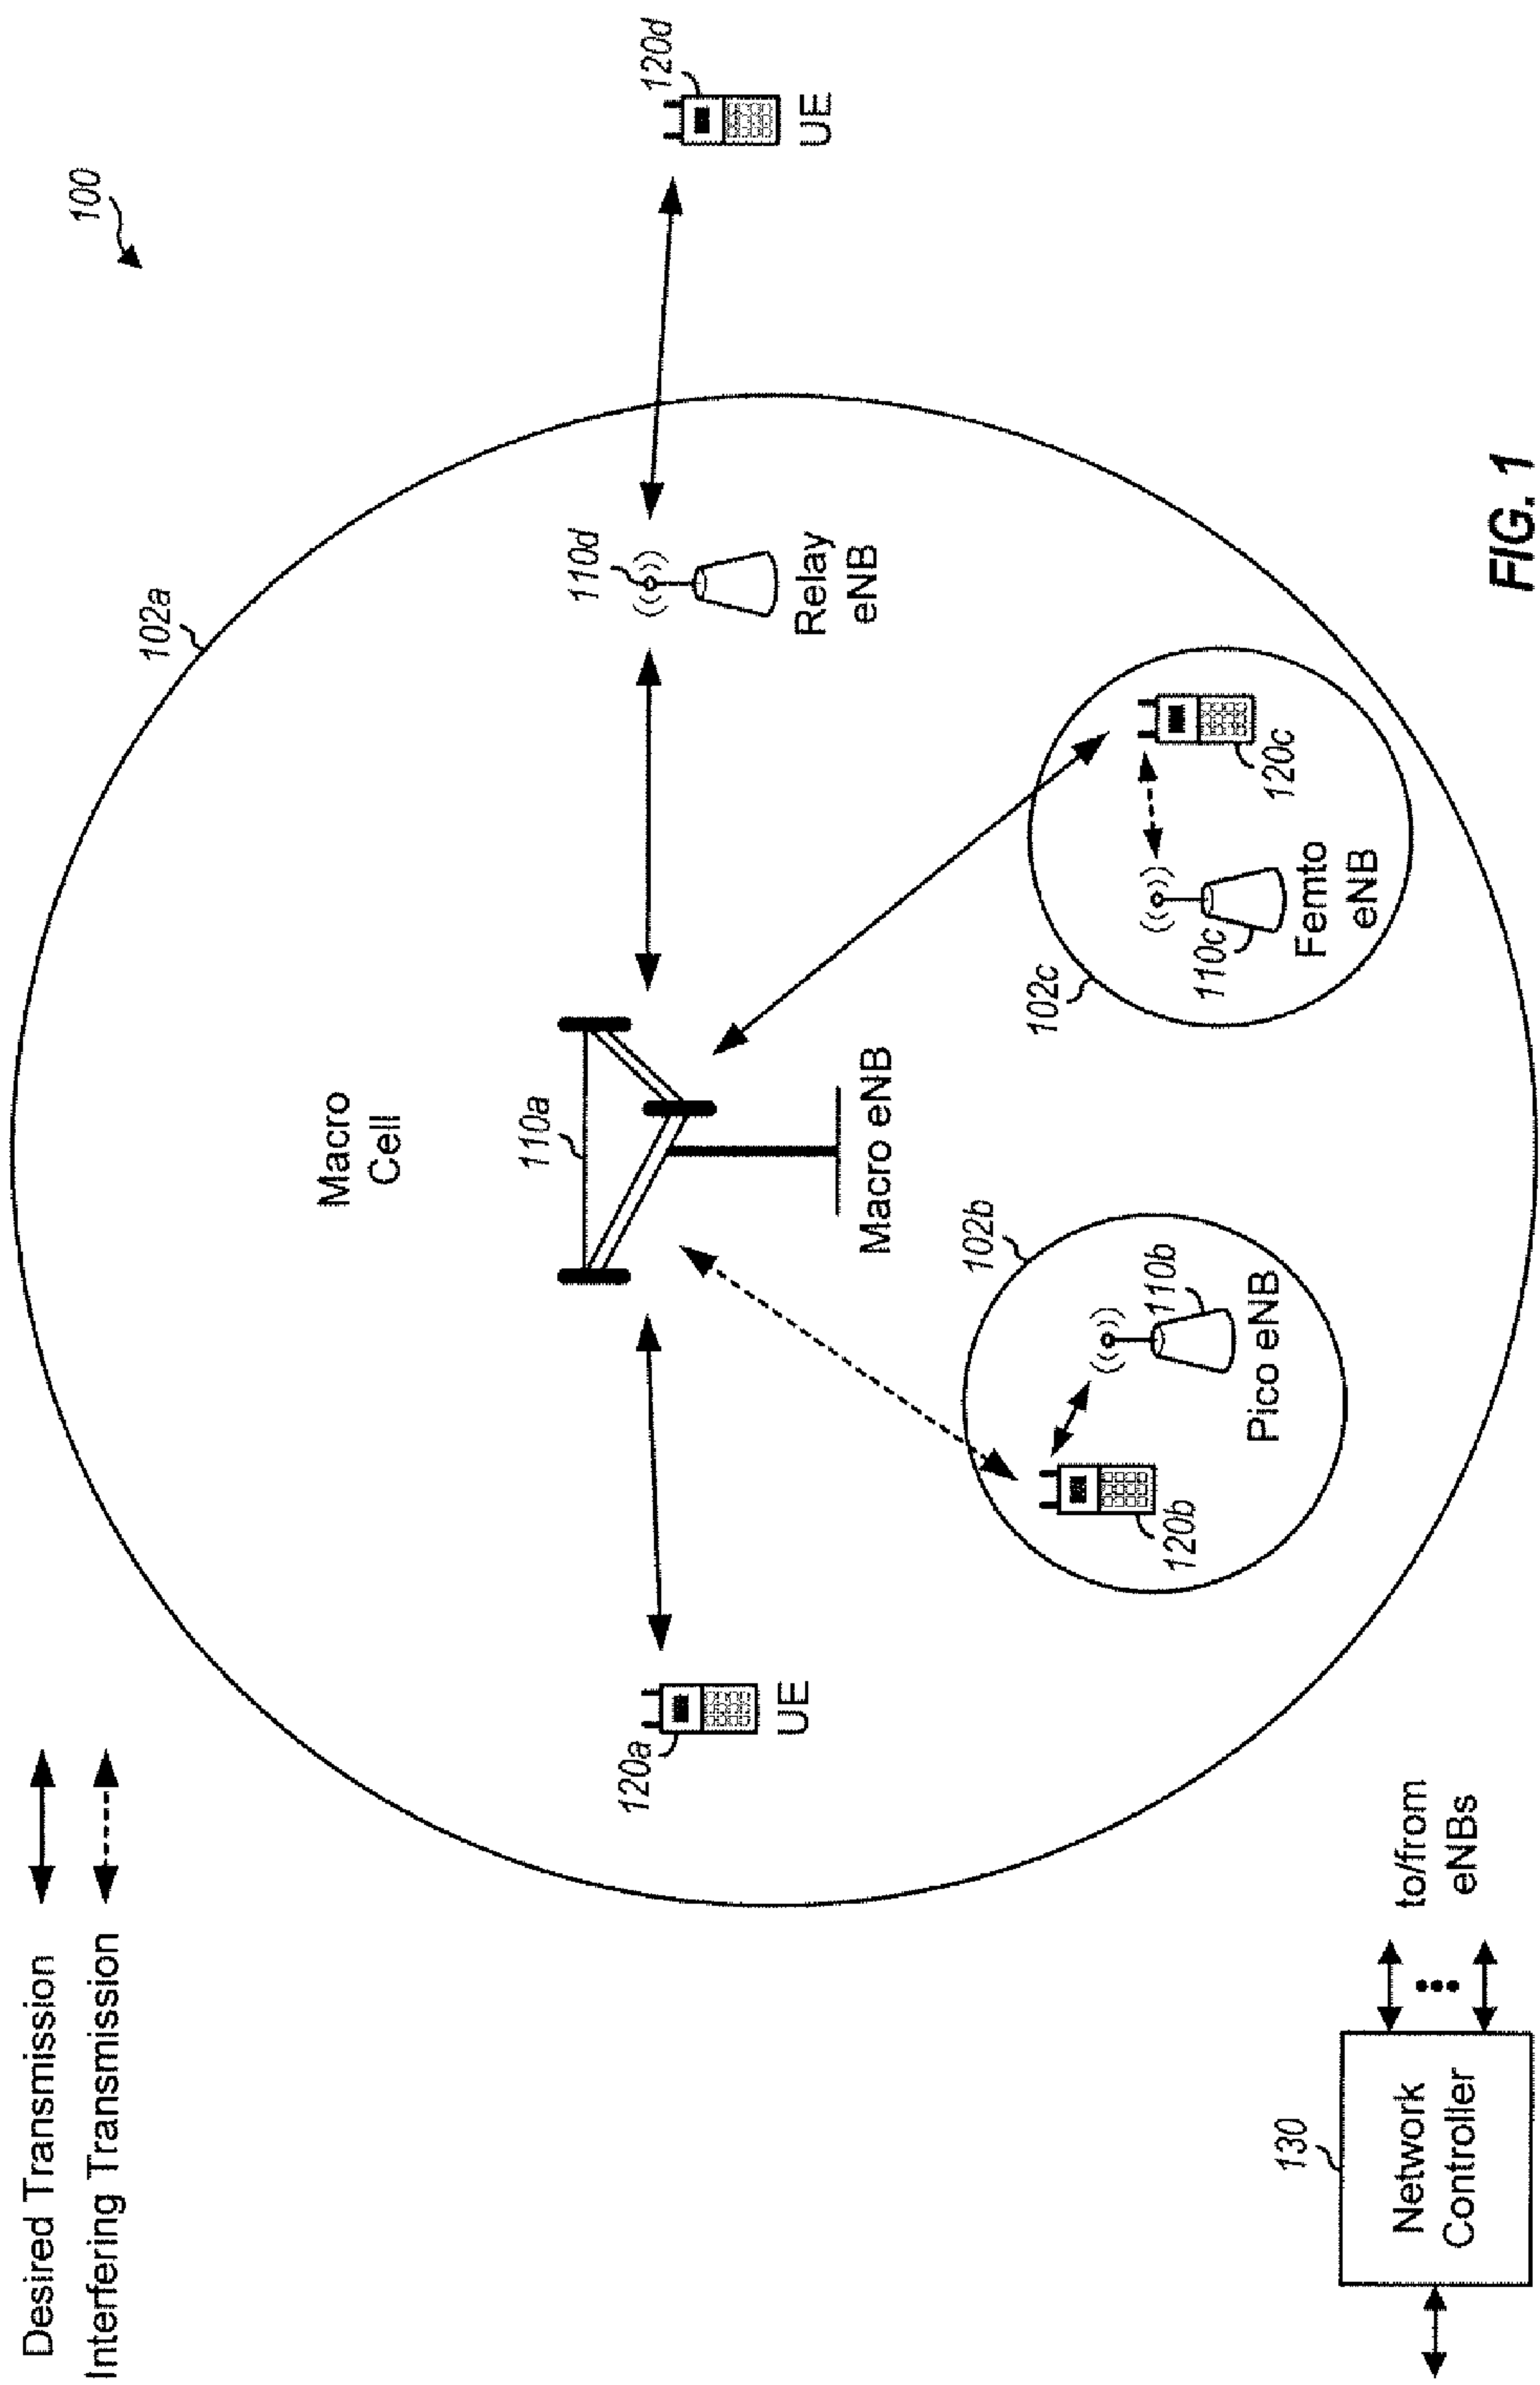 Desired Transmission
Interfering Transmission
100
102a
Macro
Cell
110a
Macro eNB
120a
UE
110d
Relay
eNB
120d
UE
102b
120b
110b
Pico eNB
102c
110c
120c
Femto
eNB
130
Network
Controller
to/from
eNBs
FIG. 1